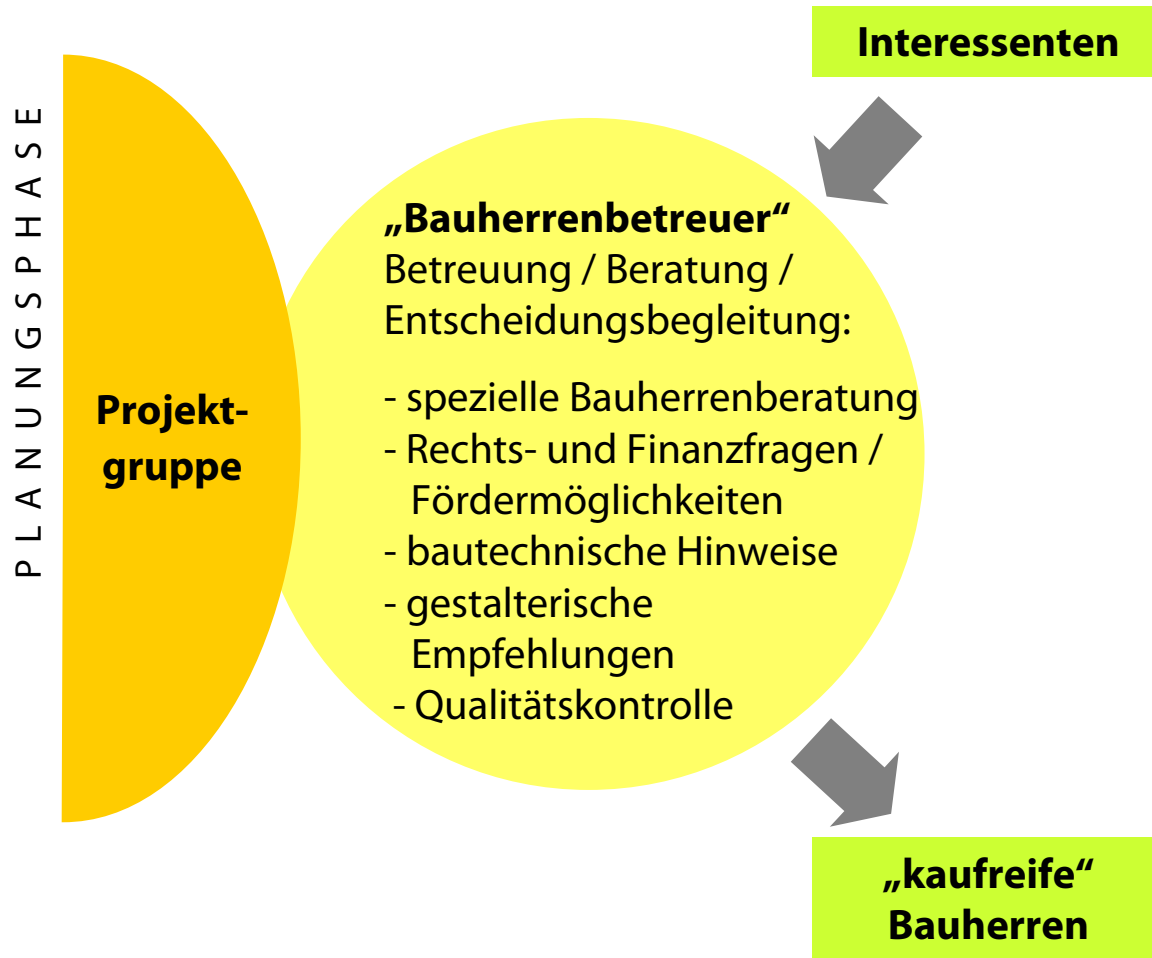 Interessenten
PLANUNGSPHASE
Projekt-
gruppe
„Bauherrenbetreuer“
Betreuung / Beratung /
Entscheidungsbegleitung:
- spezielle Bauherrenberatung
- Rechts- und Finanzfragen /
Fördermöglichkeiten
- bautechnische Hinweise
- gestalterische
Empfehlungen
- Qualitätskontrolle
„kaufreife“
Bauherren